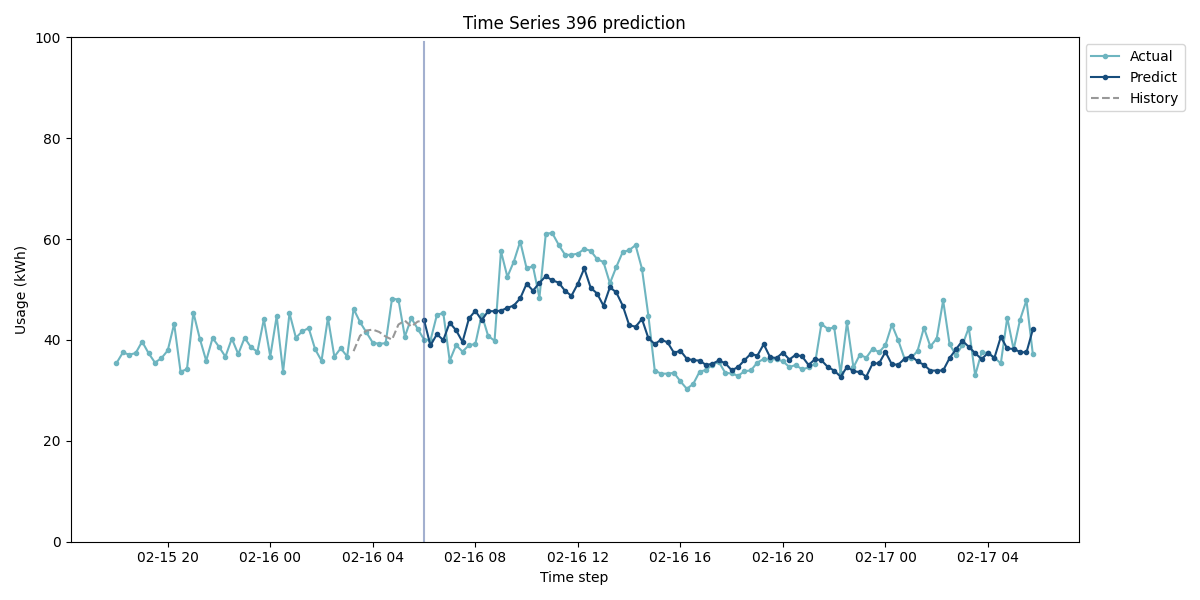 Time Series 396 prediction
100
80
60
40
20
0
Usage (kWh)
02-15 20
02-16 00
02-16 04
02-16 08
02-16 12
02-16 16
02-16 20
02-17 00
02-17 04
Time step
Actual
Predict
History